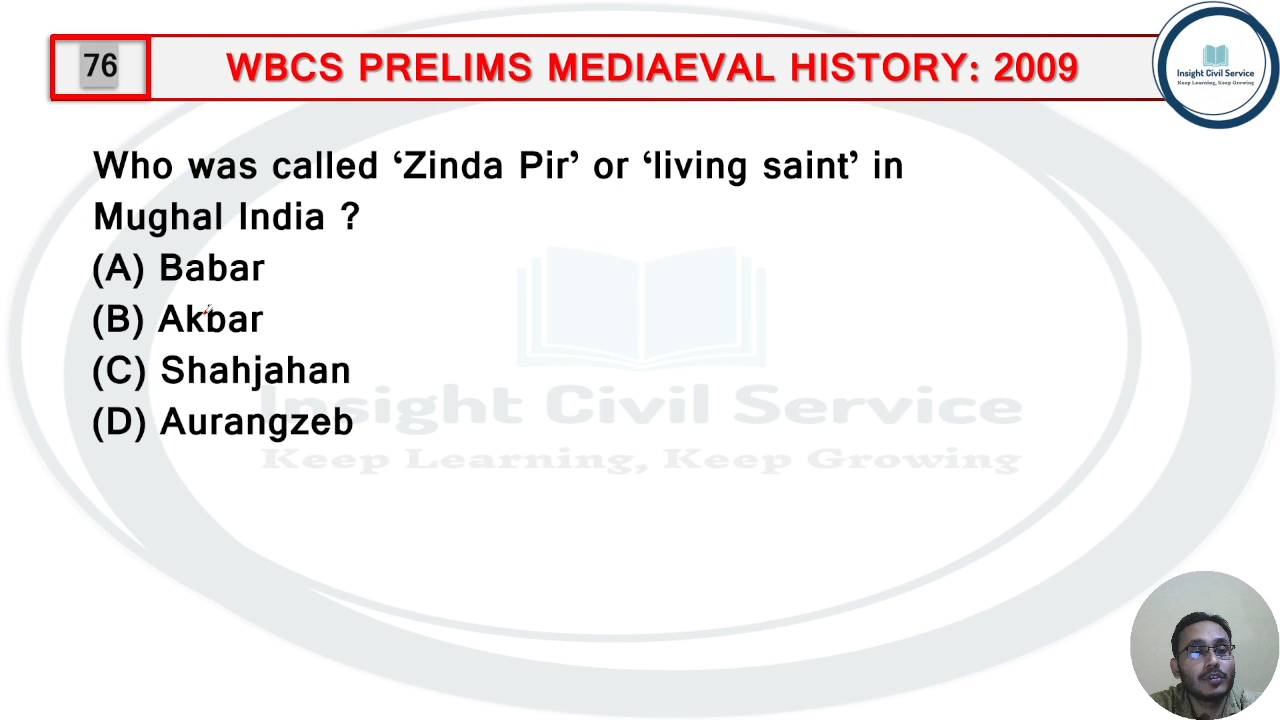 76
WBCS PRELIMS MEDIAEVAL HISTORY: 2009
Insight Civil Service
Keep Learning, Keep Growing
Who was called ‘Zinda Pir’ or ‘living saint’ in
Mughal India ?
(A) Babar
(B) Akbar
(C) Shahjahan
(D) Aurangzeb
Insight Civil Service
Keep Learning, Keep Growing